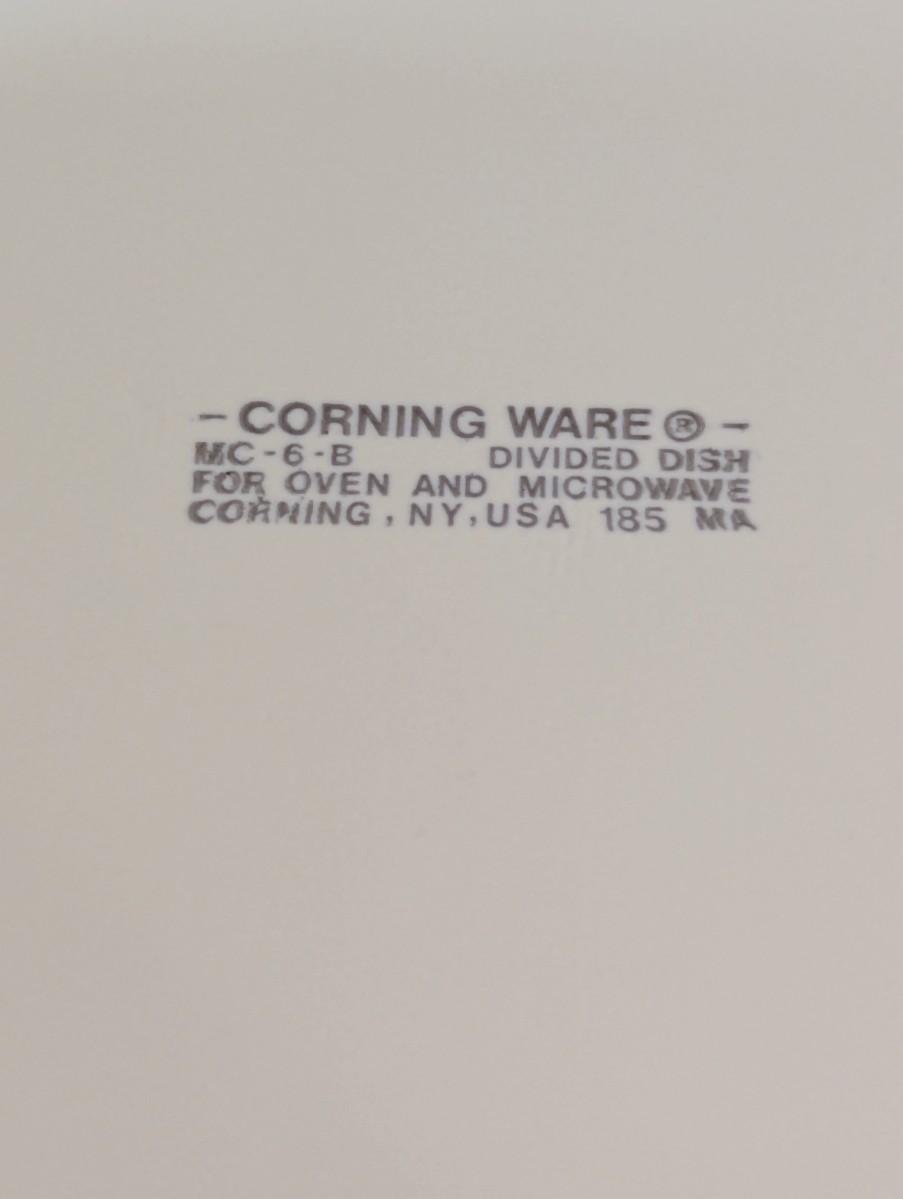 - CORNING WARE® -
MC-6-B DIVIDED DISH
FOR OVEN AND MICROWAVE
CORNING, NY, USA 185 MA